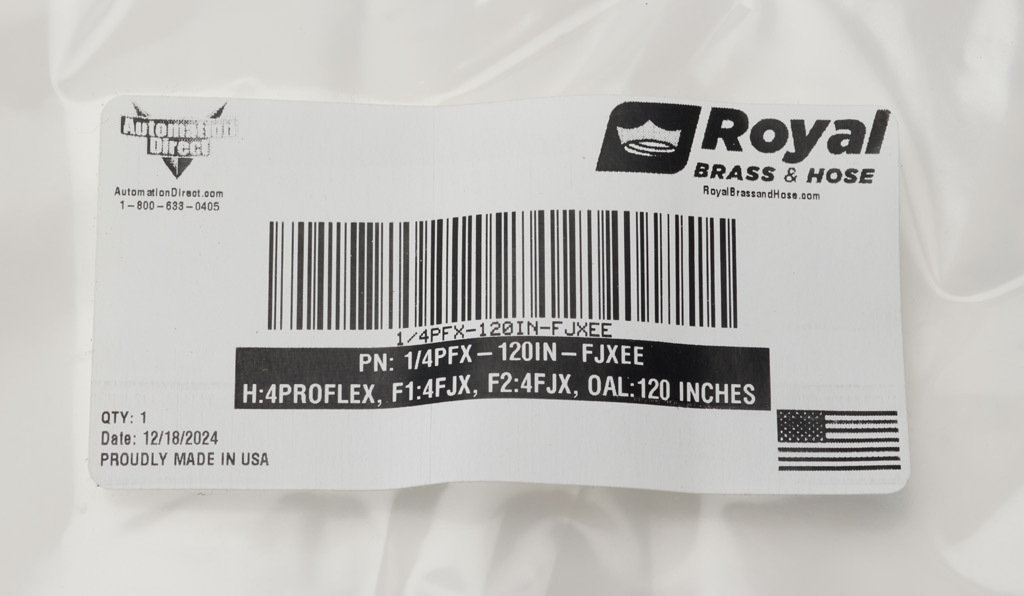 Automation
Direct
AutomationDirect.com
1-800-633-0405
Royal
BRASS & HOSE
RoyalBrassandHose.com
1/4PFX-120IN-FJXEE
PN: 1/4PFX-120IN-FJXEE
H:4PROFLEX, F1:4FJX, F2:4FJX, OAL:120 INCHES
QTY: 1
Date: 12/18/2024
PROUDLY MADE IN USA